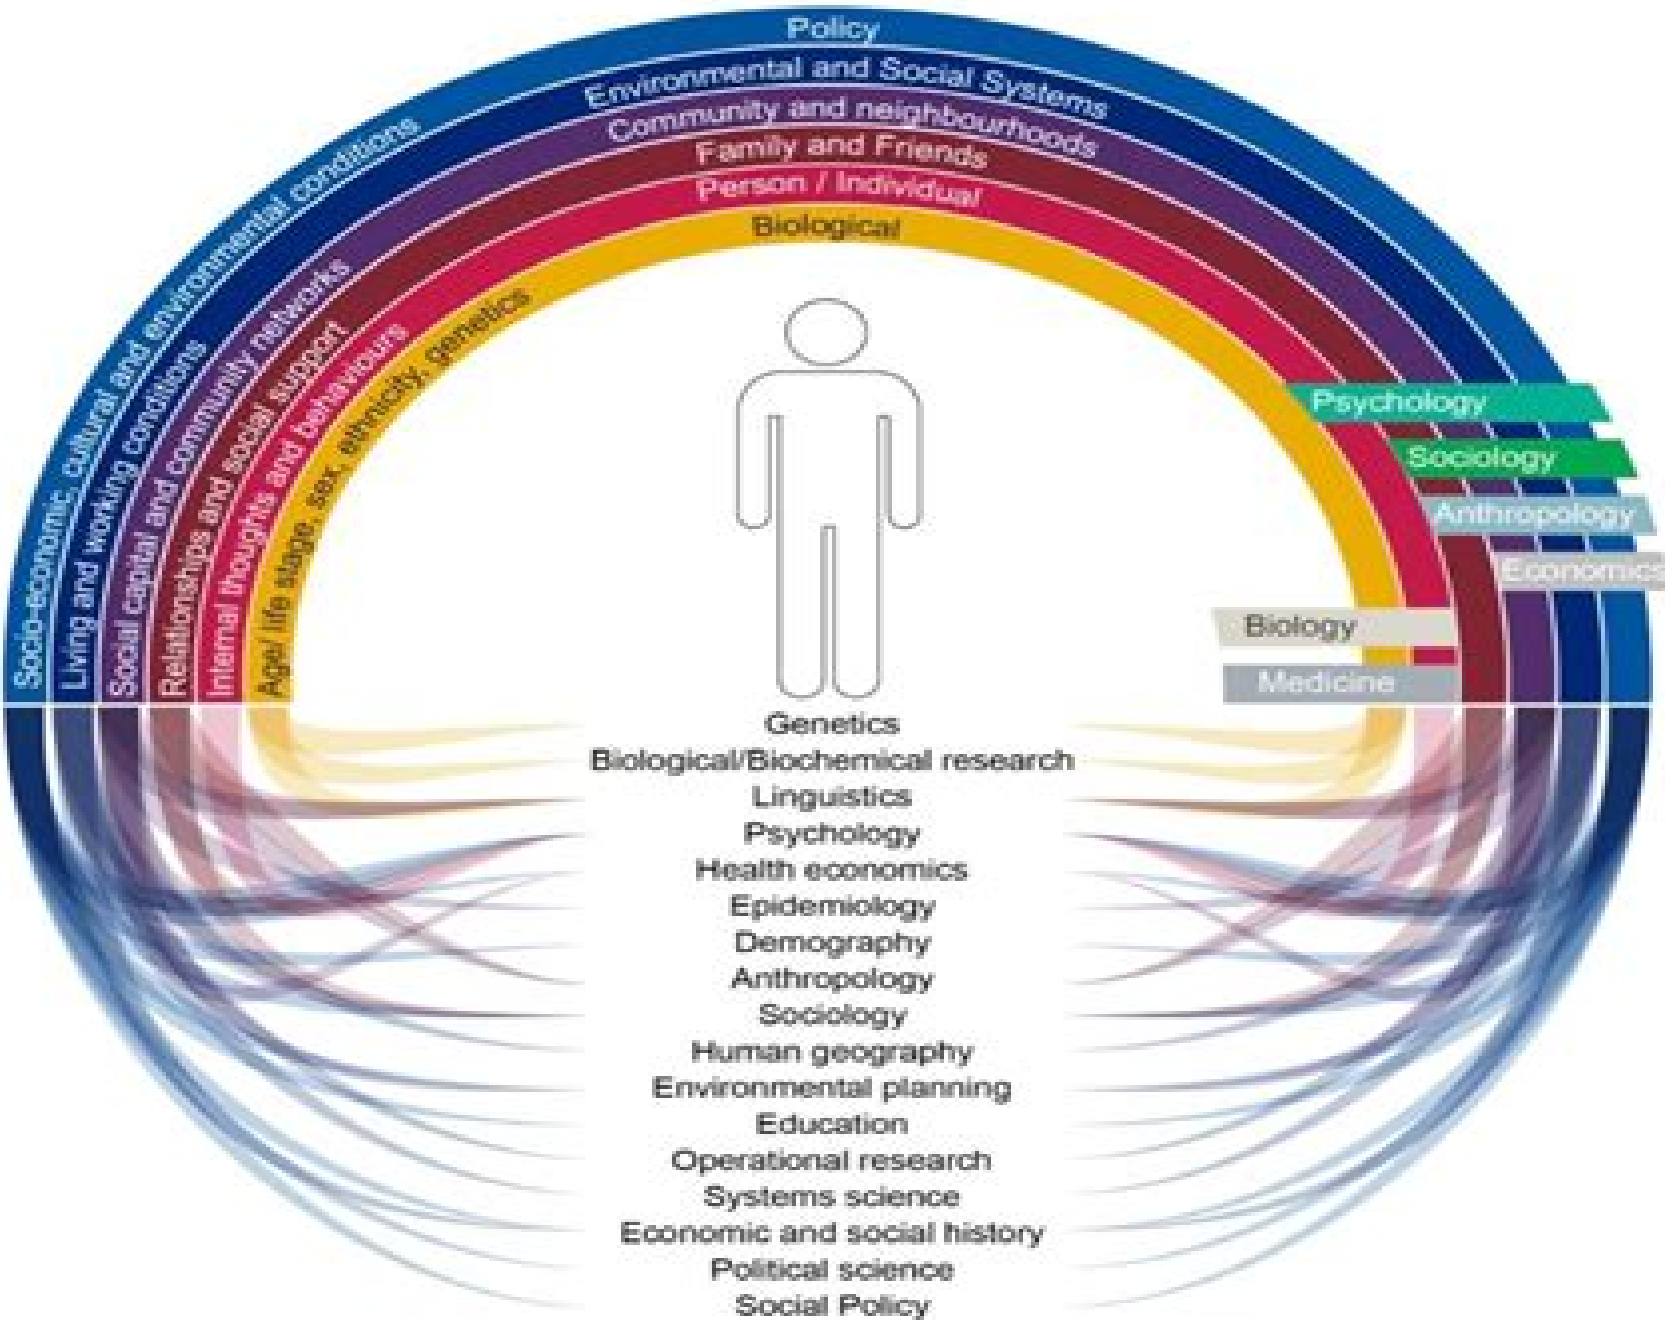 Policy
Environmental and Social Systems
Community and neighbourhoods
Family and Friends
Person / Individual
Biological
Socio-economic, cultural and environmental conditions
Living and working conditions
Social capital and community networks
Relationships and social support
Internal thoughts and behaviours
Age/ life stage, sex, ethnicity, genetics
Psychology
Sociology
Anthropology
Economics
Biology
Medicine
Genetics
Biological/Biochemical research
Linguistics
Psychology
Health economics
Epidemiology
Demography
Anthropology
Sociology
Human geography
Environmental planning
Education
Operational research
Systems science
Economic and social history
Political science
Social Policy